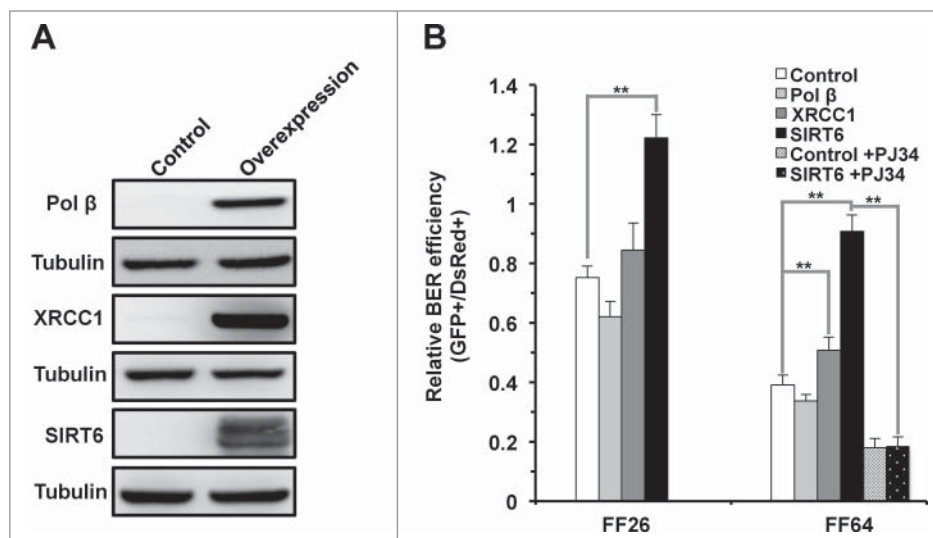 A
Control
Overexpression
Pol β
Tubulin
XRCC1
Tubulin
SIRT6
Tubulin
B
Relative BER efficiency
(GFP+/DsRed+)
1.4
1.2
1
0.8
0.6
0.4
0.2
0
**
**
**
**
Control
Pol β
XRCC1
SIRT6
Control +PJ34
SIRT6 +PJ34
FF26
FF64